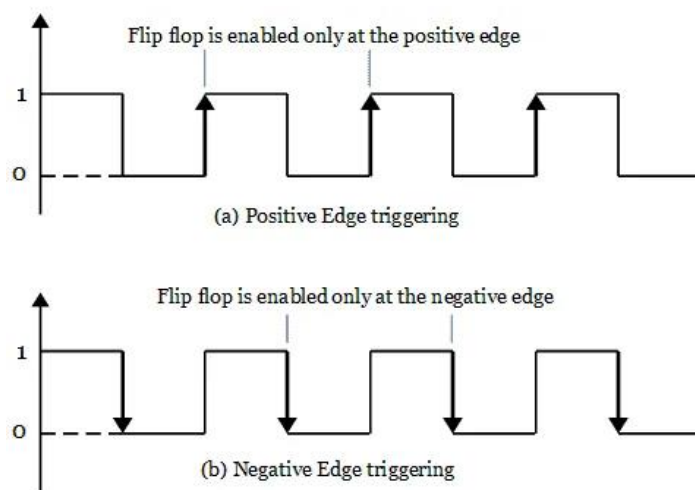 Flip flop is enabled only at the positive edge
1
0
(a) Positive Edge triggering
Flip flop is enabled only at the negative edge
1
0
(b) Negative Edge triggering